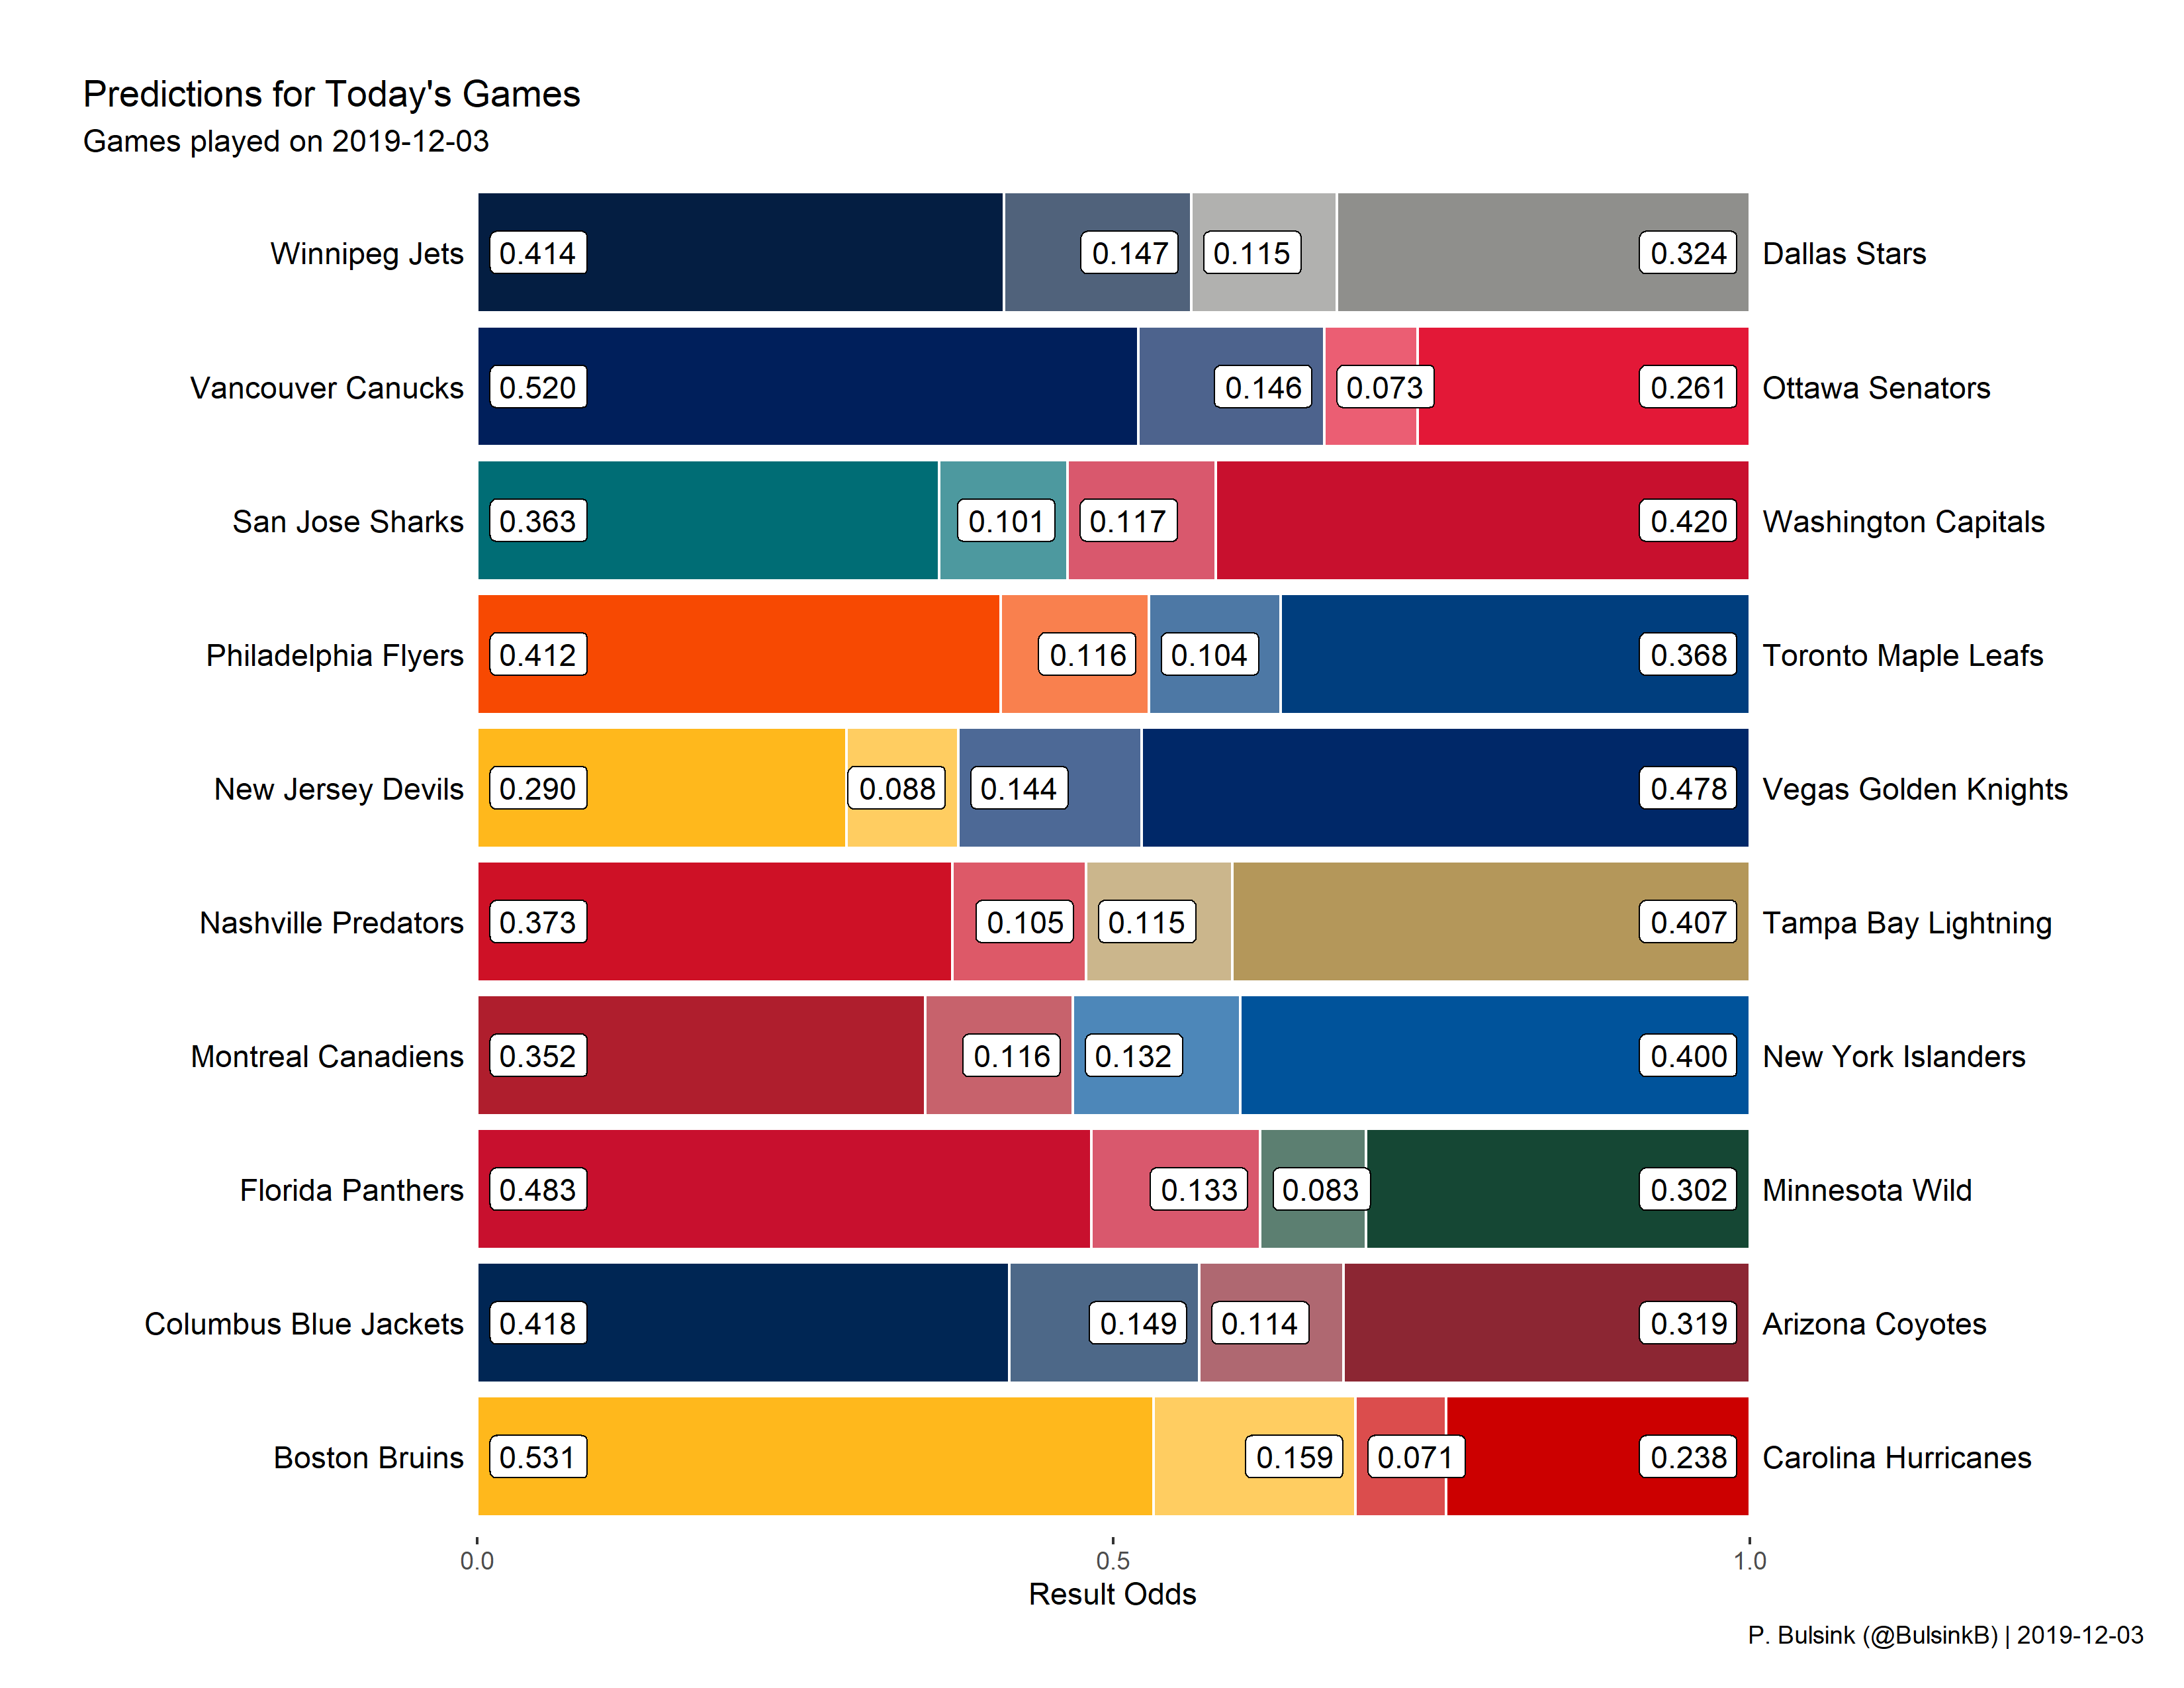 Predictions for Today's Games
Games played on 2019-12-03
Winnipeg Jets 0.414 0.147 0.115 0.324 Dallas Stars
Vancouver Canucks 0.520 0.146 0.073 0.261 Ottawa Senators
San Jose Sharks 0.363 0.101 0.117 0.420 Washington Capitals
Philadelphia Flyers 0.412 0.116 0.104 0.368 Toronto Maple Leafs
New Jersey Devils 0.290 0.088 0.144 0.478 Vegas Golden Knights
Nashville Predators 0.373 0.105 0.115 0.407 Tampa Bay Lightning
Montreal Canadiens 0.352 0.116 0.132 0.400 New York Islanders
Florida Panthers 0.483 0.133 0.083 0.302 Minnesota Wild
Columbus Blue Jackets 0.418 0.149 0.114 0.319 Arizona Coyotes
Boston Bruins 0.531 0.159 0.071 0.238 Carolina Hurricanes
0.0 0.5 1.0
Result Odds
P. Bulsink (@BulsinkB) | 2019-12-03